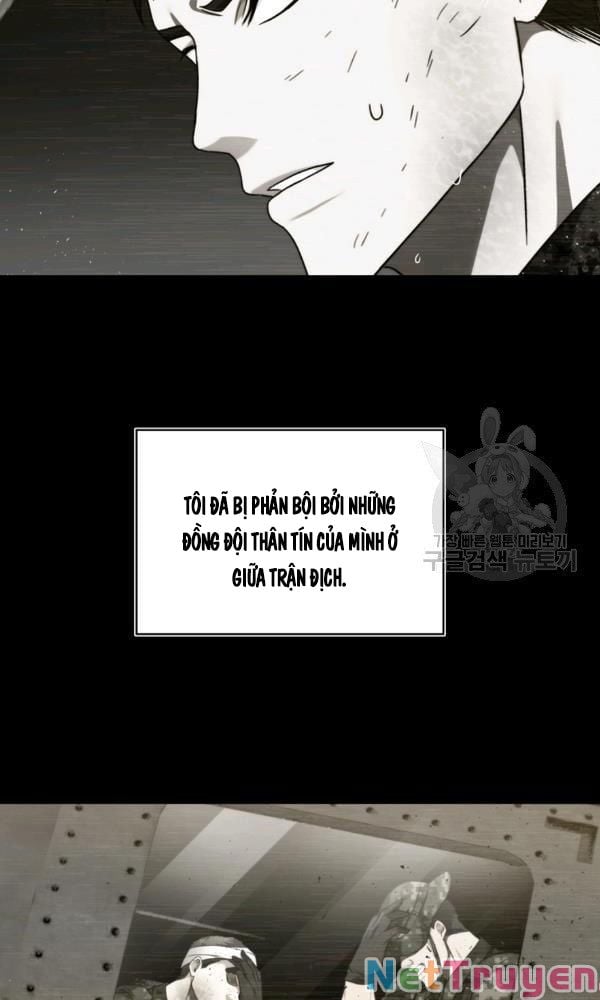 TÔI ĐÃ BỊ PHẢN BỘI BỞI NHỮNG
ĐỒNG ĐỘI THÂN TÍN CỦA MÌNH Ở
GIỮA TRẬN ĐỊCH.
가장 빠른 웹툰 미리보기
구글검색 뉴토끼
NetTruyen